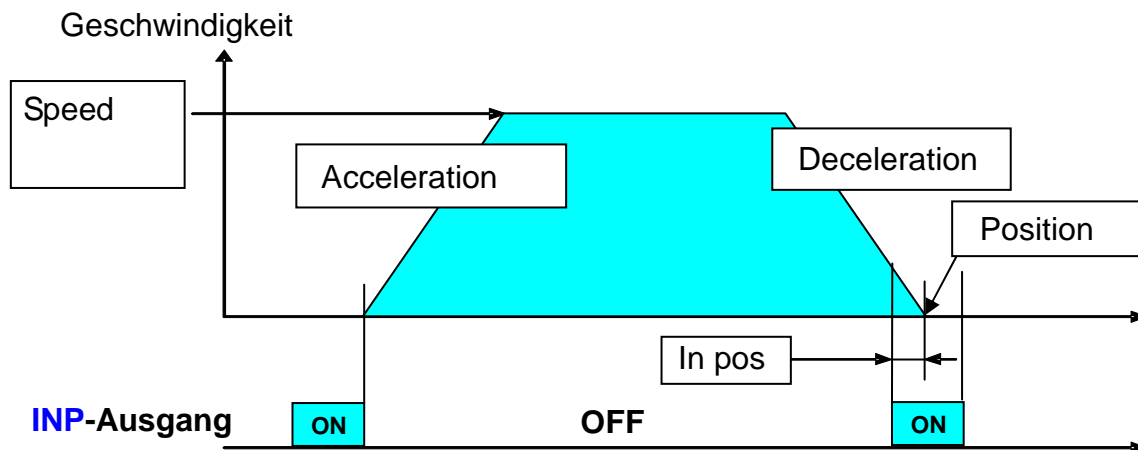 Geschwindigkeit
Speed
Acceleration
Deceleration
Position
In pos
INP-Ausgang
ON
OFF
ON